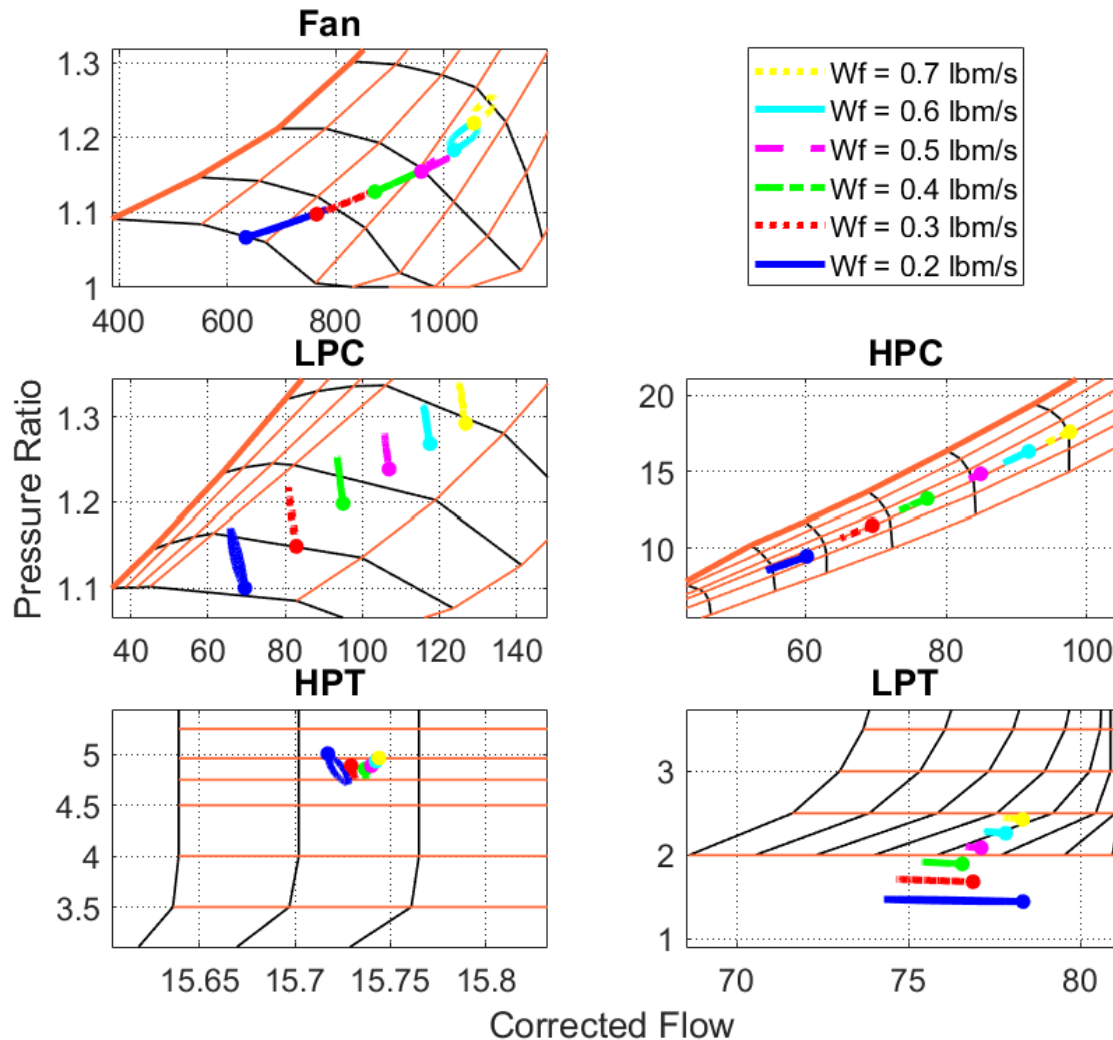 Fan
1.3
1.2
1.1
1
400 600 800 1000
Wf = 0.7 lbm/s
Wf = 0.6 lbm/s
Wf = 0.5 lbm/s
Wf = 0.4 lbm/s
Wf = 0.3 lbm/s
Wf = 0.2 lbm/s
LPC
1.3
1.2
1.1
40 60 80 100 120 140
HPC
20
15
10
60 80 100
HPT
5
4.5
4
3.5
15.65 15.7 15.75 15.8
LPT
3
2
1
70 75 80
Pressure Ratio
Corrected Flow